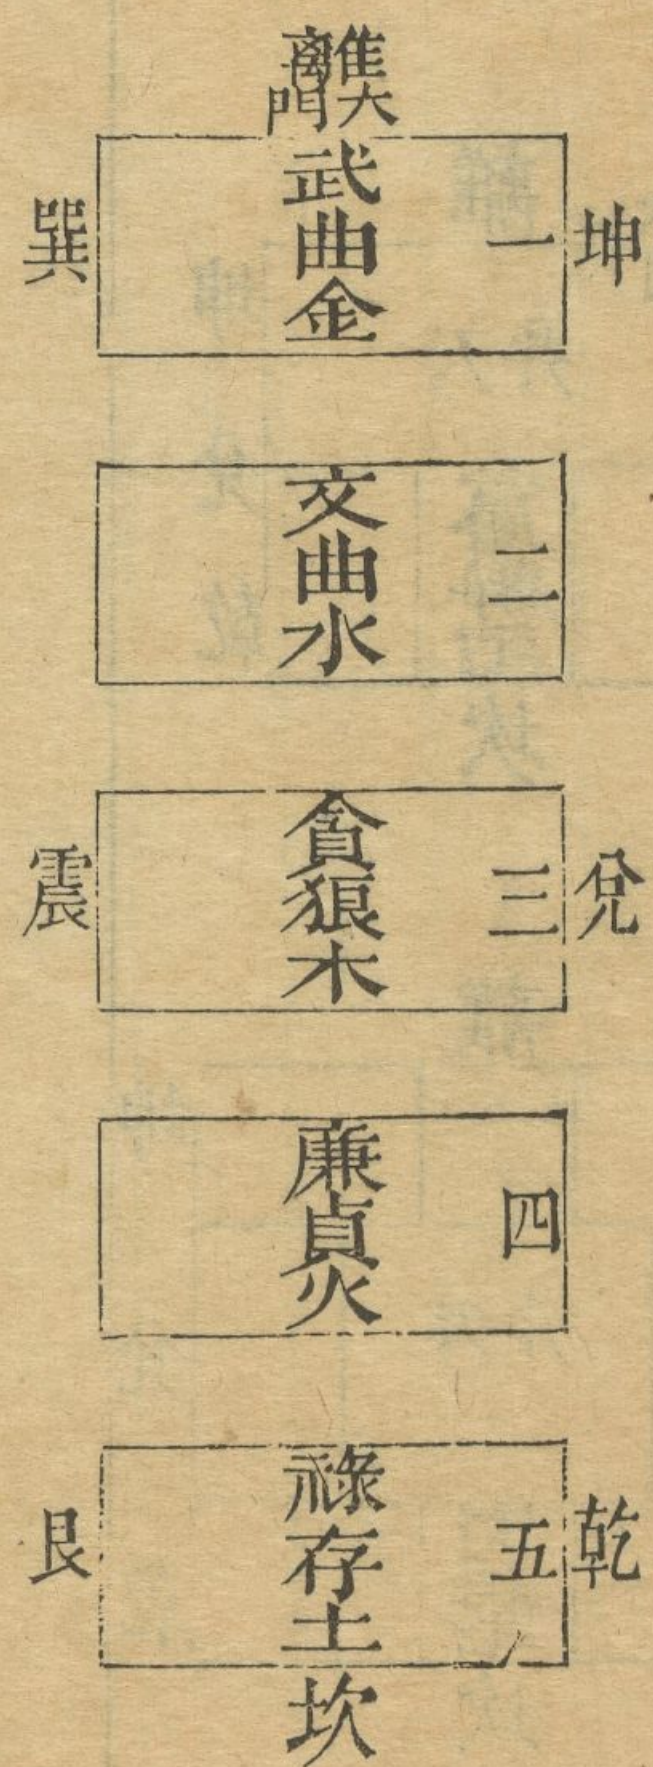 離
大門
坤
一
武曲金
巽
二
文曲水
兌
三
貪狼木
震
四
廉貞火
乾
五
祿存土
艮
坎